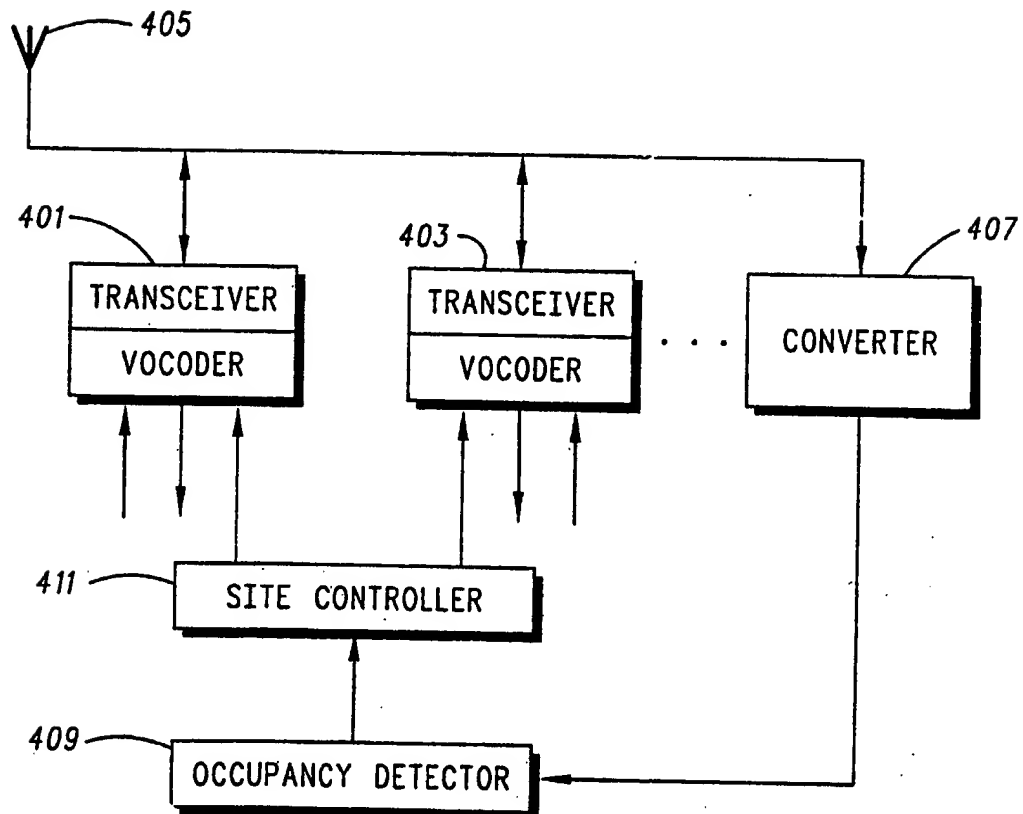 405
401
403
407
TRANSCEIVER
VOCODER
TRANSCEIVER
VOCODER
. . .
CONVERTER
411
SITE CONTROLLER
409
OCCUPANCY DETECTOR